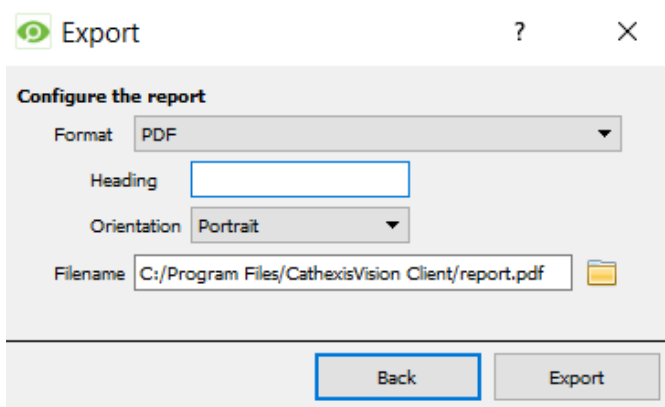 Export ?
Configure the report
Format PDF
Heading
Orientation Portrait
Filename C:/Program Files/CathexisVision Client/report.pdf
Back Export